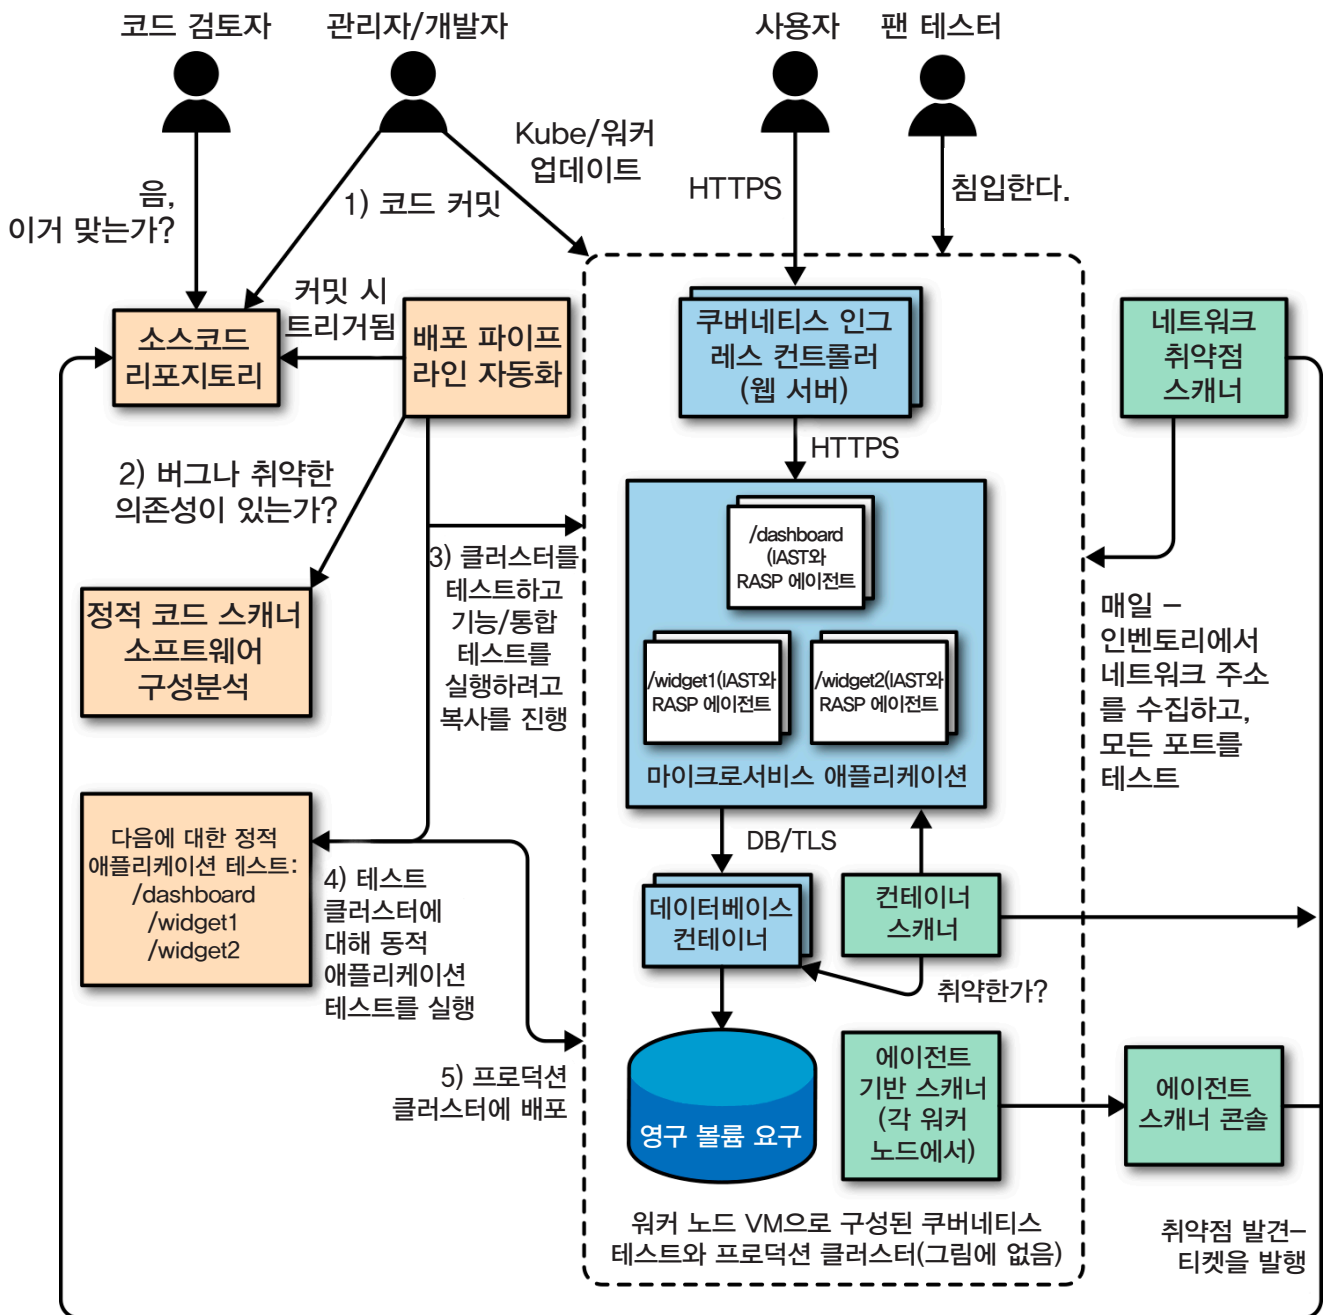 코드 검토자
관리자/개발자
사용자
팬 테스터
Kube/워커
업데이트
HTTPS
침입한다.
음,
이거 맞는가?
1) 코드 커밋
커밋 시
트리거됨
소스코드
리포지토리
배포 파이프
라인 자동화
쿠버네티스 인그
레스 컨트롤러
(웹 서버)
네트워크
취약점
스캐너
HTTPS
2) 버그나 취약한
의존성이 있는가?
/dashboard
(IAST와
RASP 에이전트
3) 클러스터를
테스트하고
기능/통합
테스트를
실행하려고
복사를 진행
정적 코드 스캐너
소프트웨어
구성분석
/widget1(IAST와
RASP 에이전트
/widget2(IAST와
RASP 에이전트
마이크로서비스 애플리케이션
매일 –
인벤토리에서
네트워크 주소
를 수집하고,
모든 포트를
테스트
다음에 대한 정적
애플리케이션 테스트:
/dashboard
/widget1
/widget2
DB/TLS
4) 테스트
클러스터에
대해 동적
애플리케이션
테스트를 실행
데이터베이스
컨테이너
컨테이너
스캐너
취약한가?
5) 프로덕션
클러스터에 배포
영구 볼륨 요구
에이전트
기반 스캐너
(각 워커
노드에서)
에이전트
스캐너 콘솔
워커 노드 VM으로 구성된 쿠버네티스
테스트와 프로덕션 클러스터(그림에 없음)
취약점 발견–
티켓을 발행